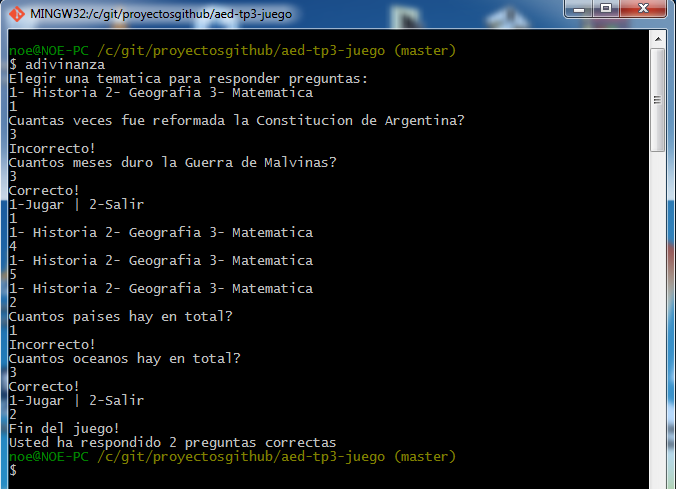 MINGW32:/c/git/proyectosgithub/aed-tp3-juego
noe@NOE-PC /c/git/proyectosgithub/aed-tp3-juego (master)
$ adivinanza
Elegir una tematica para responder preguntas:
1- Historia 2- Geografia 3- Matematica
1
Cuantas veces fue reformada la Constitucion de Argentina?
3
Incorrecto!
Cuantos meses duro la Guerra de Malvinas?
3
Correcto!
1-Jugar | 2-Salir
1
1- Historia 2- Geografia 3- Matematica
4
1- Historia 2- Geografia 3- Matematica
5
1- Historia 2- Geografia 3- Matematica
2
Cuantos paises hay en total?
1
Incorrecto!
Cuantos oceanos hay en total?
3
Correcto!
1-Jugar | 2-Salir
2
Fin del juego!
Usted ha respondido 2 preguntas correctas
noe@NOE-PC /c/git/proyectosgithub/aed-tp3-juego (master)
$